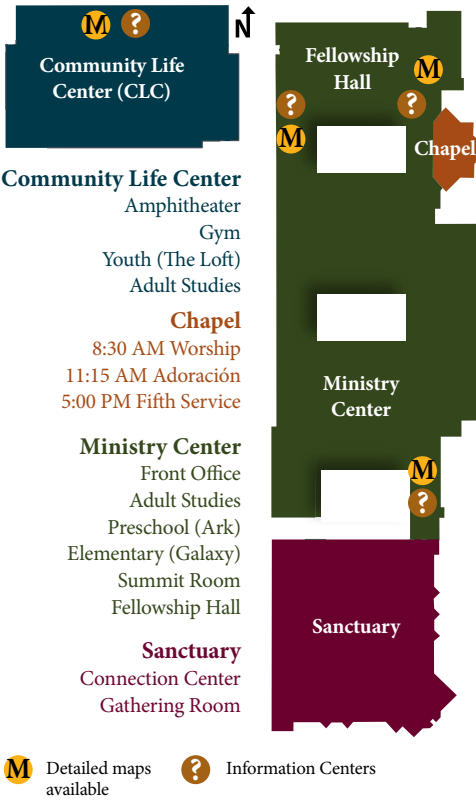 M ?
N
Community Life
Center (CLC)
Fellowship
Hall
M
? ?
M
Chapel
Community Life Center
Amphitheater
Gym
Youth (The Loft)
Adult Studies
Chapel
8:30 AM Worship
11:15 AM Adoración
5:00 PM Fifth Service
Ministry
Center
Ministry Center
Front Office
Adult Studies
Preschool (Ark)
Elementary (Galaxy)
Summit Room
Fellowship Hall
M
?
Sanctuary
Sanctuary
Connection Center
Gathering Room
M Detailed maps
available
? Information Centers